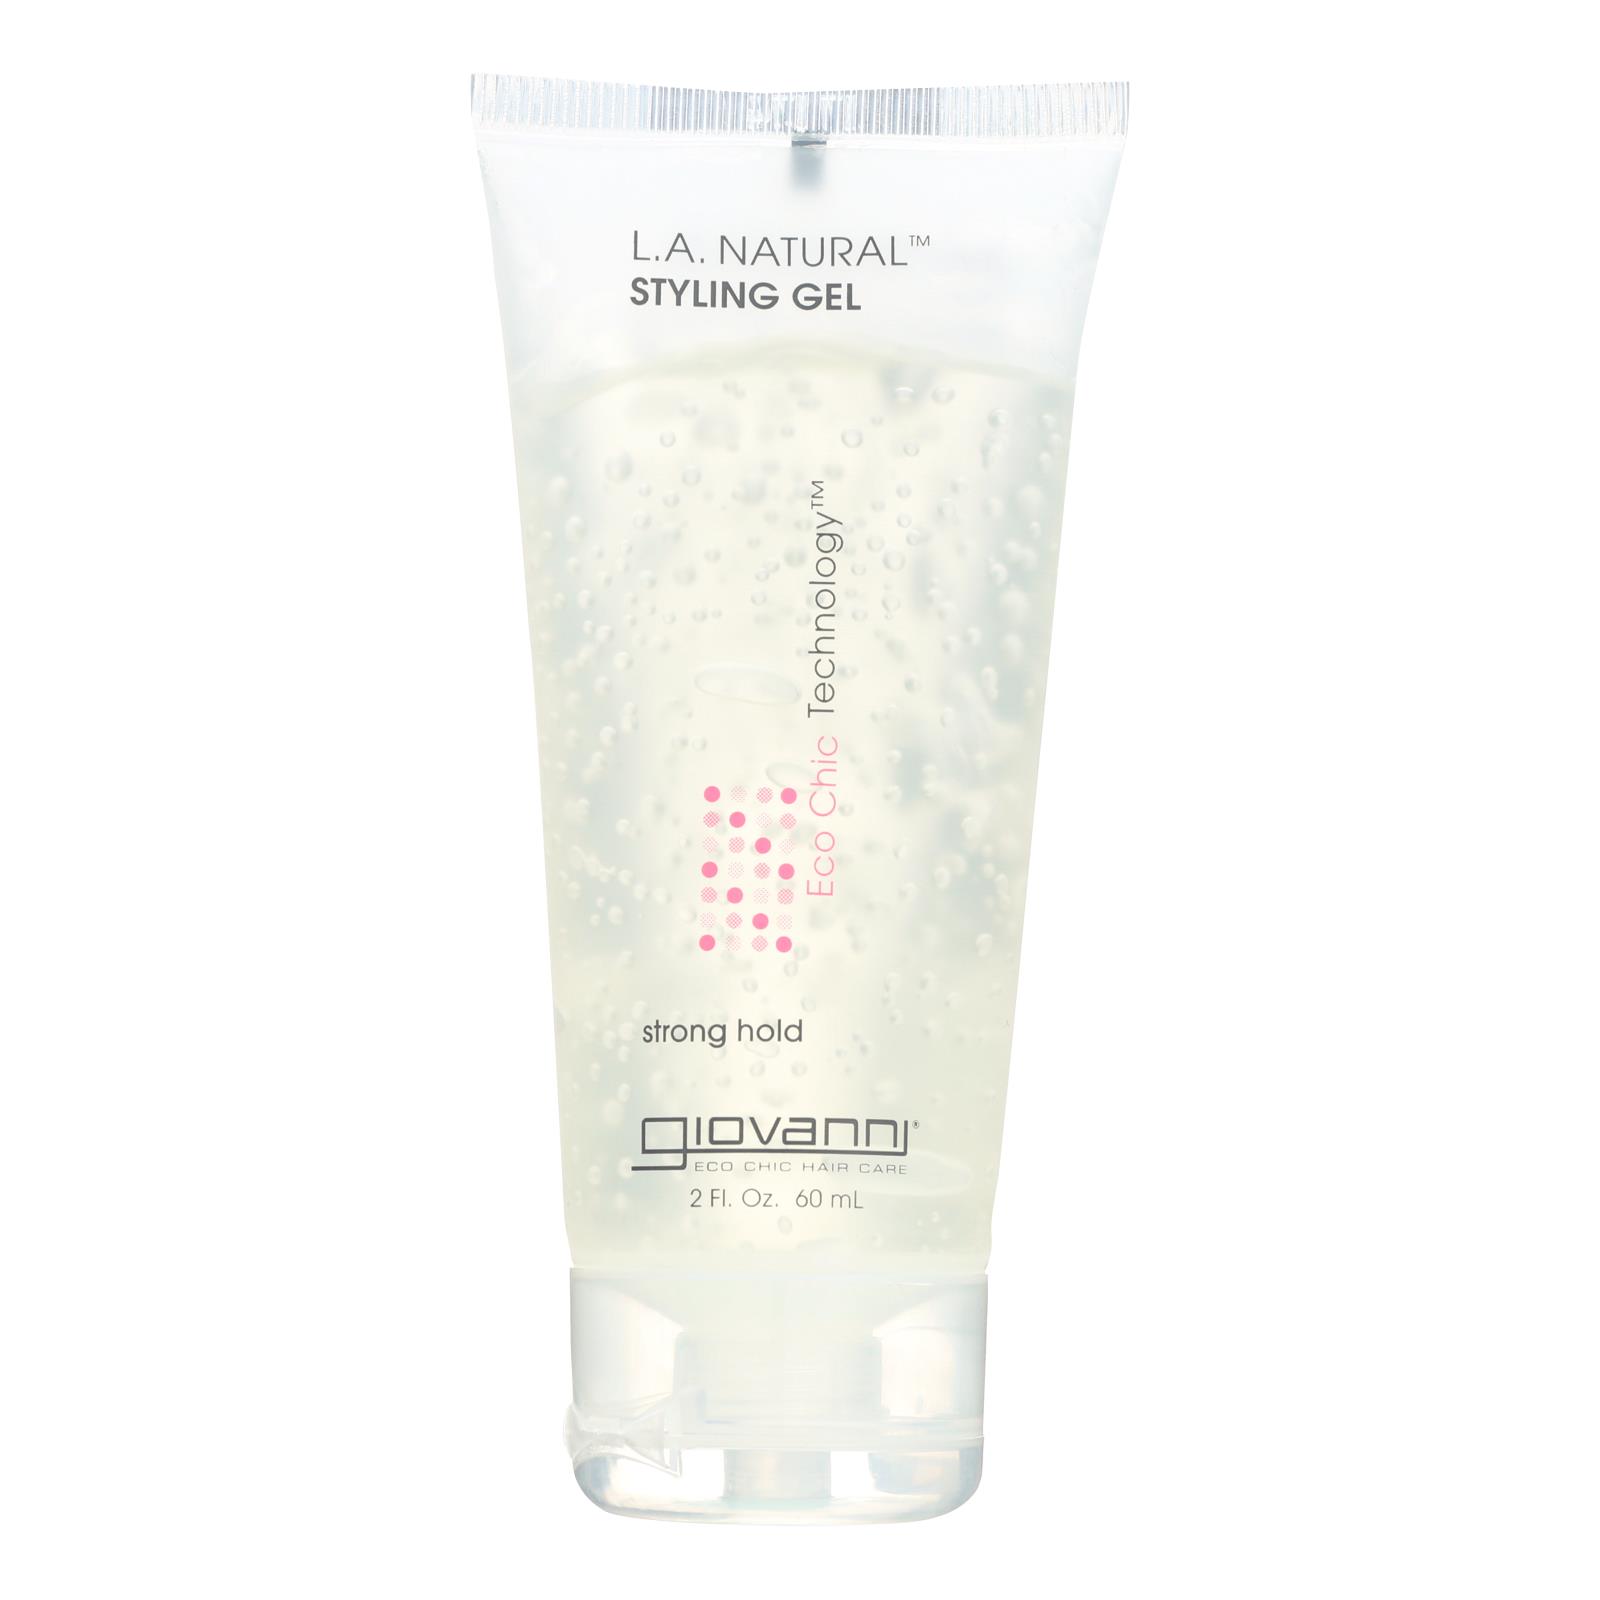 L.A. NATURAL™
STYLING GEL
Eco Chic Technology™
strong hold
giovanni®
ECO CHIC HAIR CARE
2 Fl. Oz. 60 mL